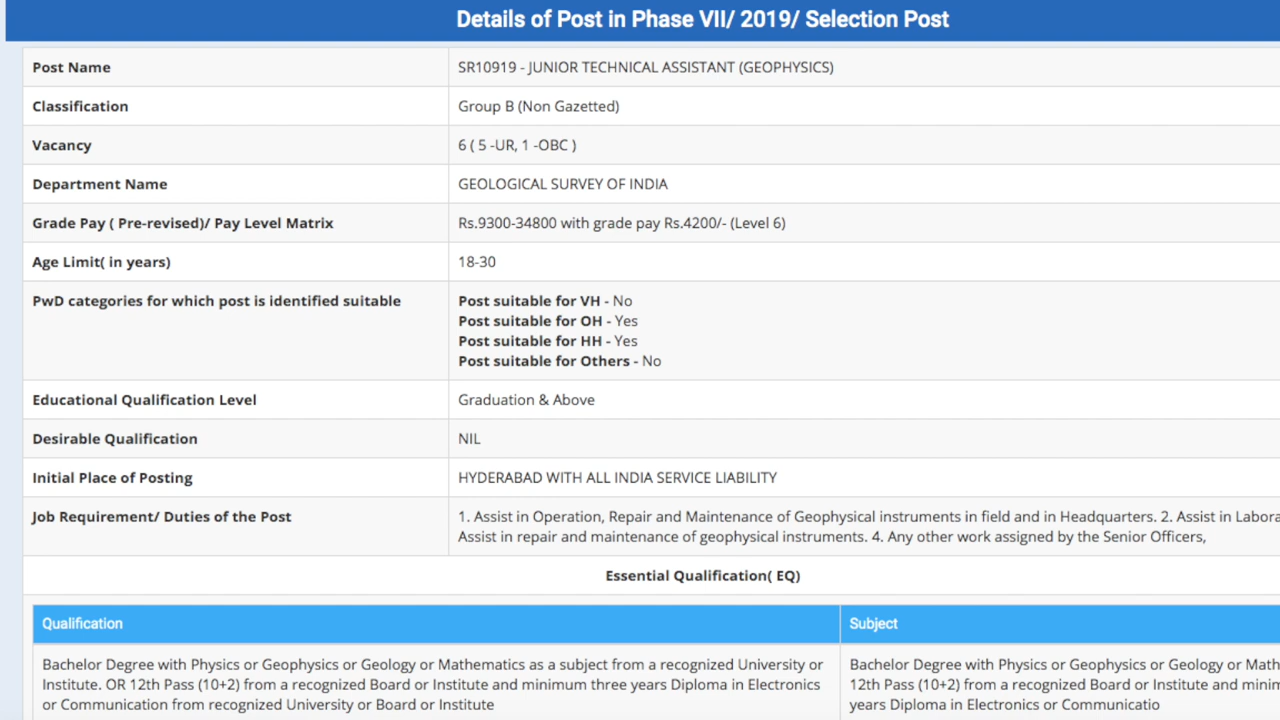 Details of Post in Phase VII/ 2019/ Selection Post
Post Name SR10919 - JUNIOR TECHNICAL ASSISTANT (GEOPHYSICS)
Classification Group B (Non Gazetted)
Vacancy 6 ( 5 -UR, 1 -OBC )
Department Name GEOLOGICAL SURVEY OF INDIA
Grade Pay ( Pre-revised)/ Pay Level Matrix Rs.9300-34800 with grade pay Rs.4200/- (Level 6)
Age Limit( in years) 18-30
PwD categories for which post is identified suitable Post suitable for VH - No
Post suitable for OH - Yes
Post suitable for HH - Yes
Post suitable for Others - No
Educational Qualification Level Graduation & Above
Desirable Qualification NIL
Initial Place of Posting HYDERABAD WITH ALL INDIA SERVICE LIABILITY
Job Requirement/ Duties of the Post 1. Assist in Operation, Repair and Maintenance of Geophysical instruments in field and in Headquarters. 2. Assist in Labora
Assist in repair and maintenance of geophysical instruments. 4. Any other work assigned by the Senior Officers,
Essential Qualification( EQ)
Qualification Subject
Bachelor Degree with Physics or Geophysics or Geology or Mathematics as a subject from a recognized University or
Institute. OR 12th Pass (10+2) from a recognized Board or Institute and minimum three years Diploma in Electronics
or Communication from recognized University or Board or Institute
Bachelor Degree with Physics or Geophysics or Geology or Math
12th Pass (10+2) from a recognized Board or Institute and minim
years Diploma in Electronics or Communicatio